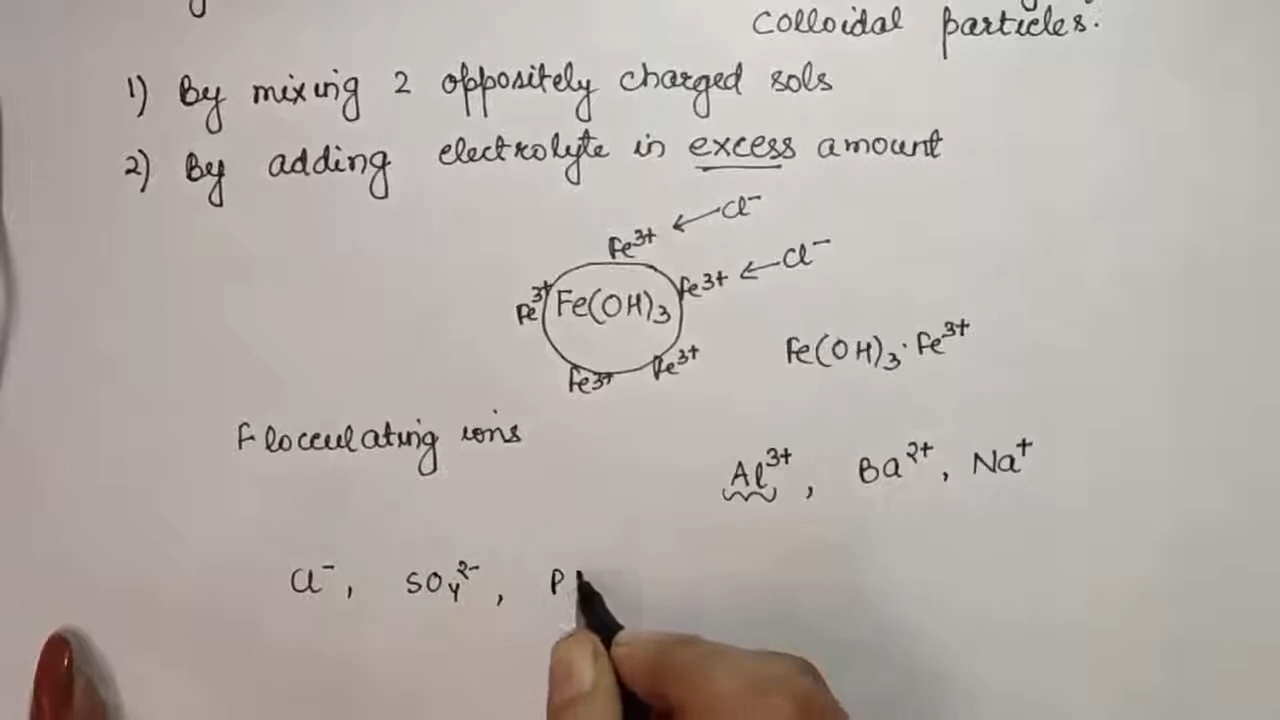 colloidal particles.
1) By mixing 2 oppositely charged sols
2) By adding electrolyte in excess amount
Fe³⁺ ← Cl⁻
Fe³⁺ Fe(OH)₃ Fe³⁺ ← Cl⁻
Fe³⁺ Fe³⁺
Fe(OH)₃·Fe³⁺
Flocculating ions
Al³⁺, Ba²⁺, Na⁺
Cl⁻, SO₄²⁻, P